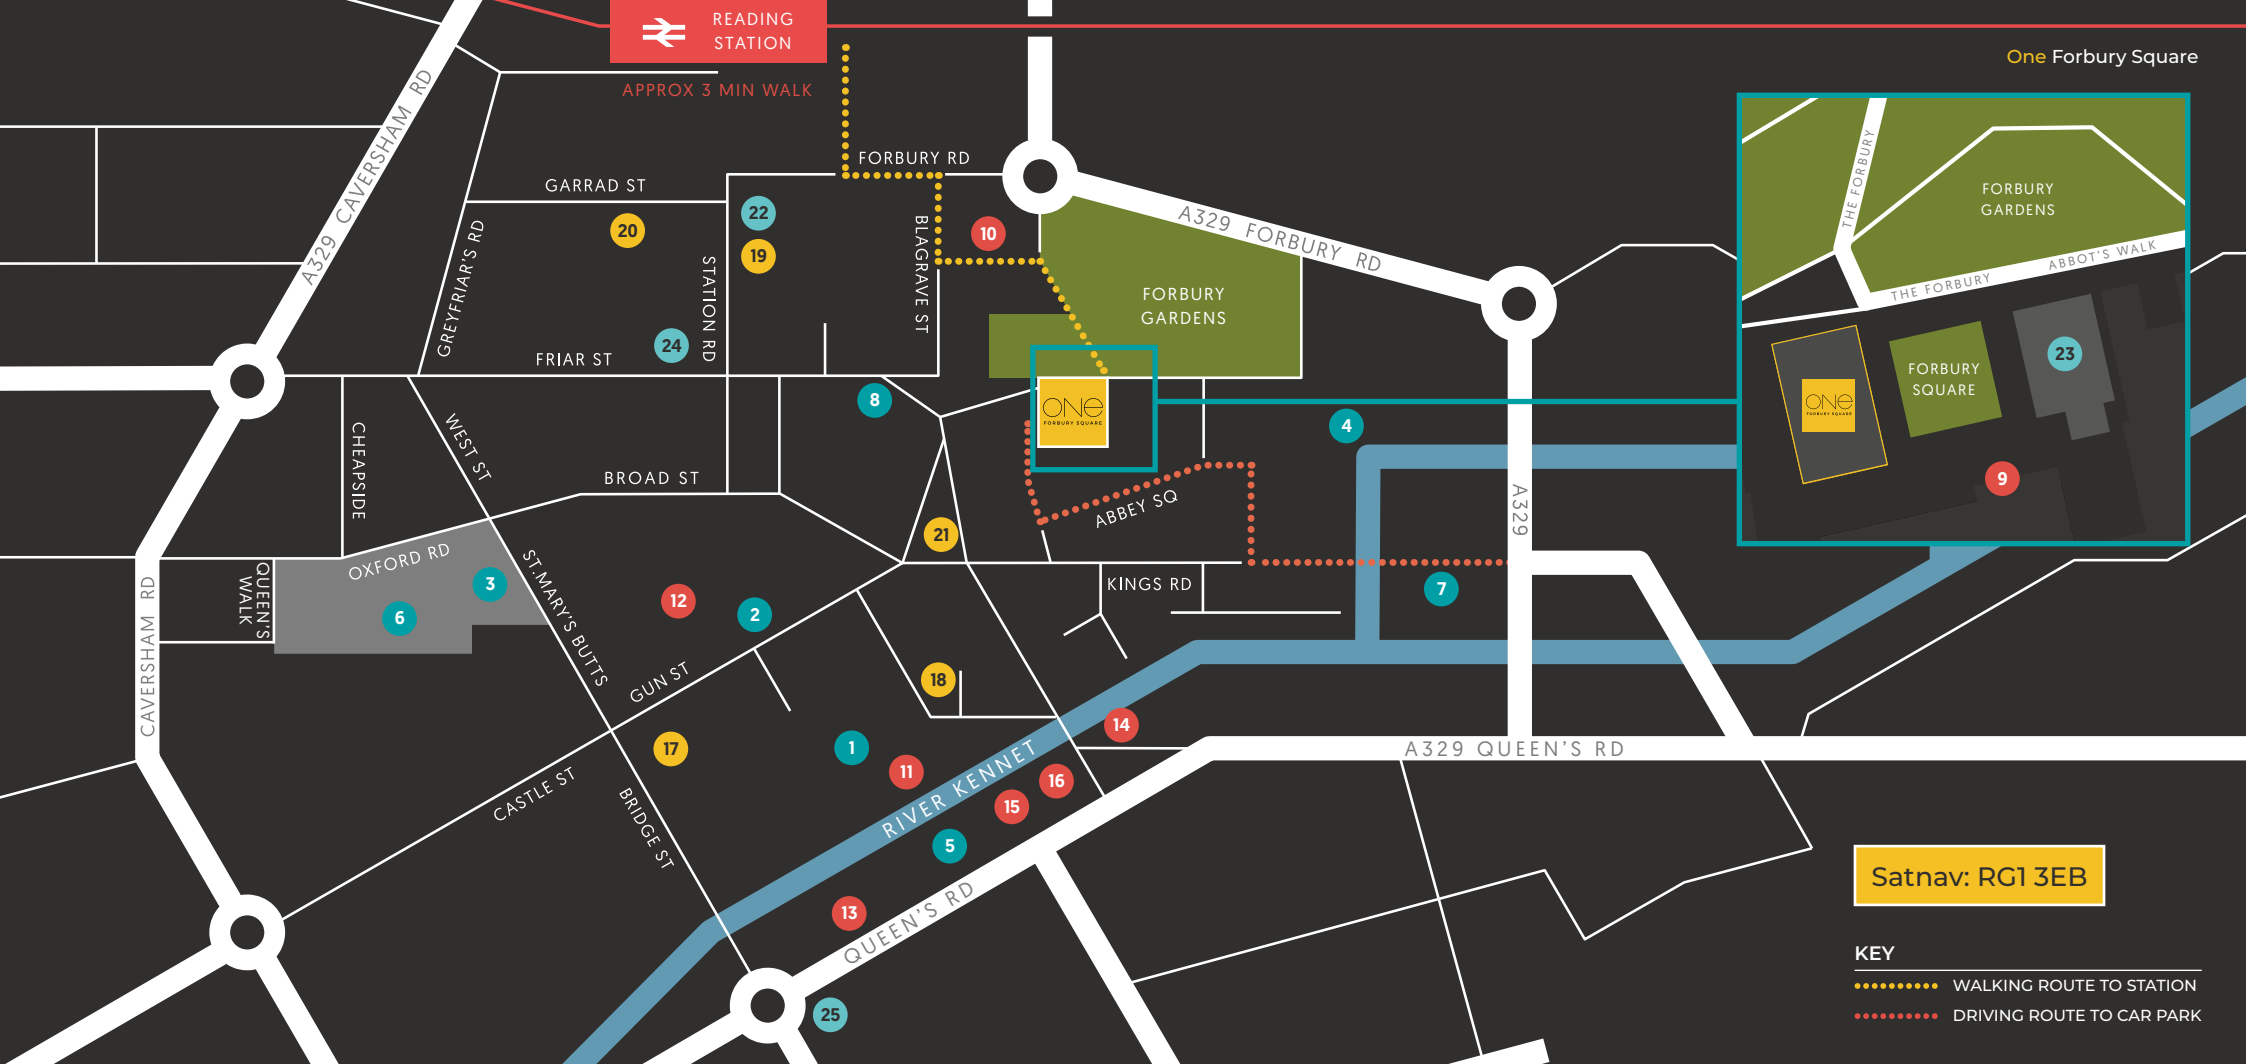 READING
STATION
APPROX 3 MIN WALK
One Forbury Square
A329 CAVERSHAM RD
FORBURY RD
GARRAD ST
22
20
19
10
GREYFRIAR'S RD
STATION RD
BLAGRAVE ST
A329 FORBURY RD
FORBURY
GARDENS
24
FRIAR ST
THE FORBURY
FORBURY
GARDENS
ABBOT'S WALK
THE FORBURY
23
FORBURY
SQUARE
ONE
FORBURY SQUARE
9
8
ONE
FORBURY SQUARE
4
CHEAPSIDE
WEST ST
BROAD ST
ABBEY SQ
A329
21
OXFORD RD
QUEEN'S
WALK
3
6
ST.MARY'S BUTTS
12
2
KINGS RD
7
CAVERSHAM RD
GUN ST
18
14
17
1
11
16
15
RIVER KENNET
A329 QUEEN'S RD
CASTLE ST
BRIDGE ST
5
13
QUEEN'S RD
25
Satnav: RG1 3EB
KEY
WALKING ROUTE TO STATION
DRIVING ROUTE TO CAR PARK